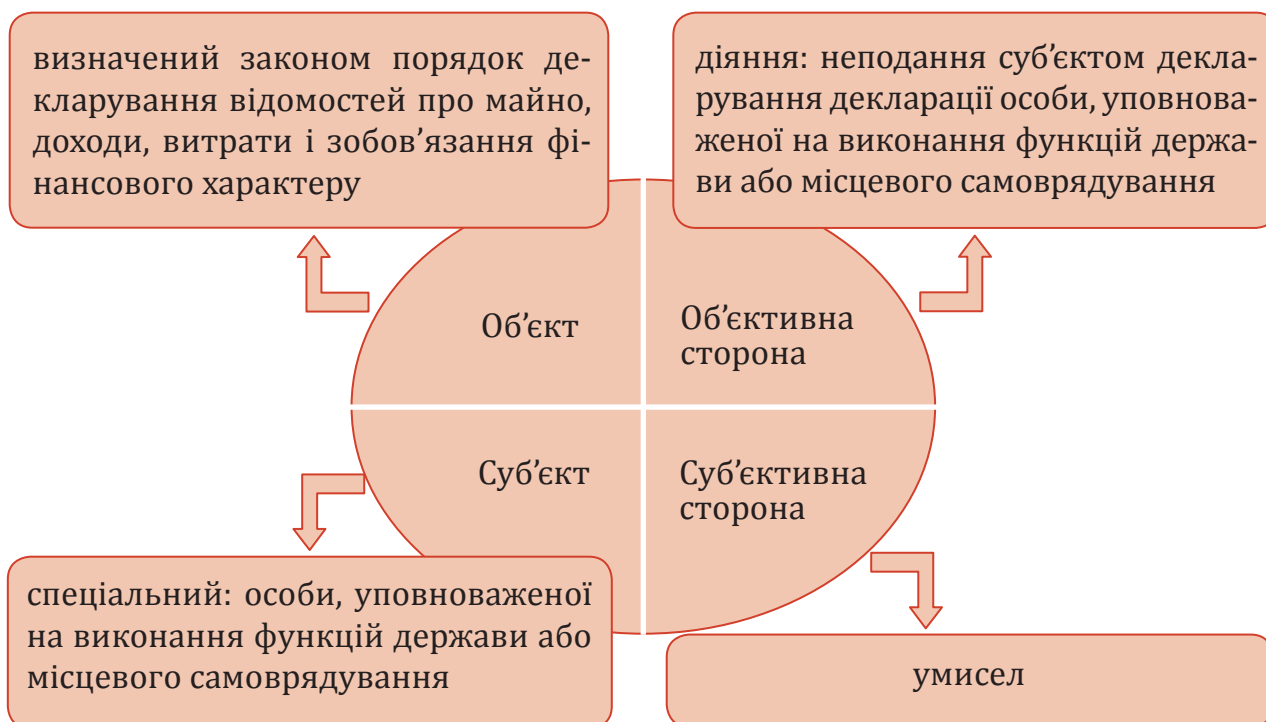 визначений законом порядок де-
кларування відомостей про майно,
доходи, витрати і зобов’язання фі-
нансового характеру
діяння: неподання суб’єктом декла-
рування декларації особи, уповнова-
женої на виконання функцій держа-
ви або місцевого самоврядування
Об’єкт
Об’єктивна
сторона
Суб’єкт
Суб’єктивна
сторона
спеціальний: особи, уповноваженої
на виконання функцій держави або
місцевого самоврядування
умисел